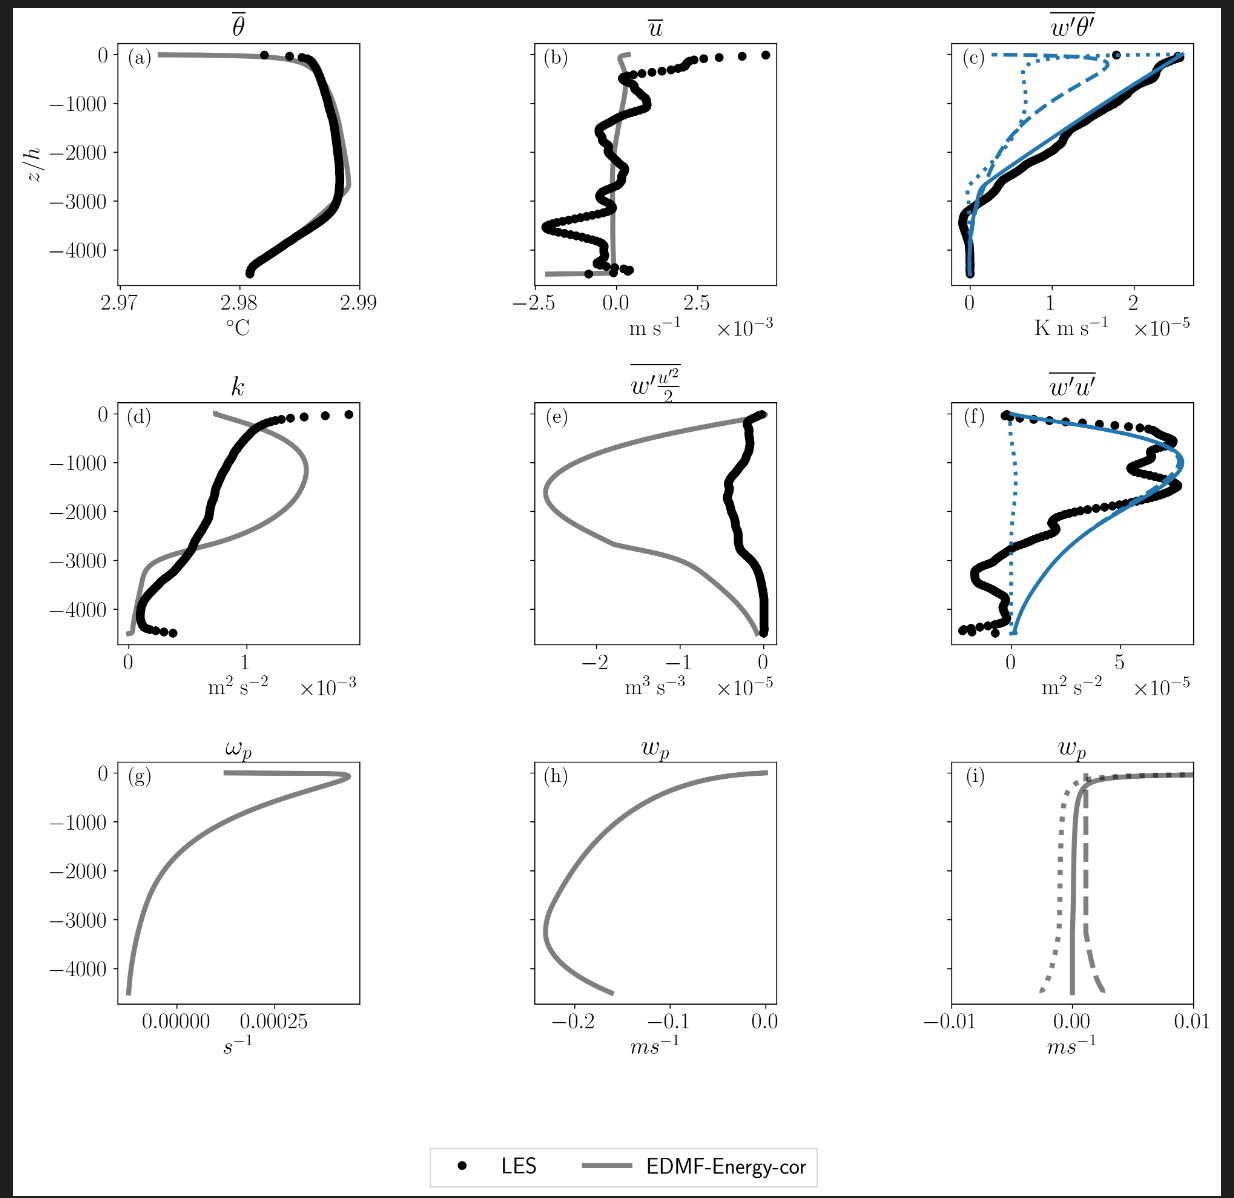 θ̅ u̅ w′θ′
(a) (b) (c)
z/h
0
−1000
−2000
−3000
−4000
2.97 2.98 2.99 −2.5 0.0 2.5 0 1 2
°C m s⁻¹ ×10⁻³ K m s⁻¹ ×10⁻⁵
k w′u′²/2 w′u′
(d) (e) (f)
0
−1000
−2000
−3000
−4000
0 1 −2 −1 0 0 5
m² s⁻² ×10⁻³ m³ s⁻³ ×10⁻⁵ m² s⁻² ×10⁻⁵
ωₚ wₚ wₚ
(g) (h) (i)
0
−1000
−2000
−3000
−4000
0.00000 0.00025 −0.2 −0.1 0.0 −0.01 0.00 0.01
s⁻¹ ms⁻¹ ms⁻¹
LES EDMF-Energy-cor